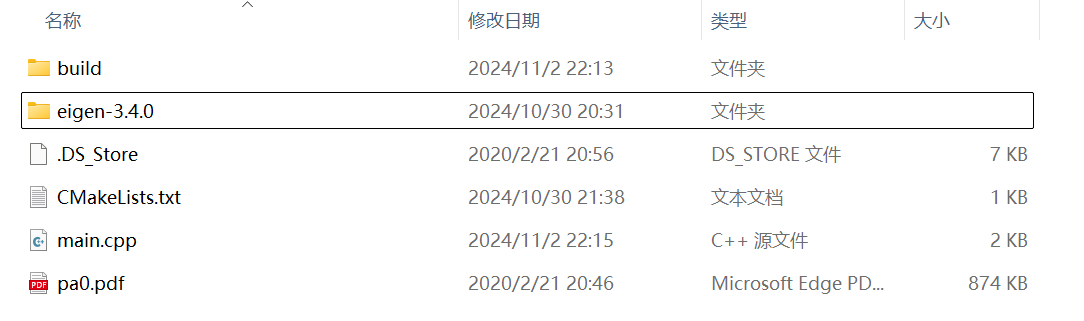 名称 修改日期 类型 大小
build 2024/11/2 22:13 文件夹
eigen-3.4.0 2024/10/30 20:31 文件夹
.DS_Store 2020/2/21 20:56 DS_STORE 文件 7 KB
CMakeLists.txt 2024/10/30 21:38 文本文档 1 KB
main.cpp 2024/11/2 22:15 C++ 源文件 2 KB
PDF pa0.pdf 2020/2/21 20:46 Microsoft Edge PD... 874 KB